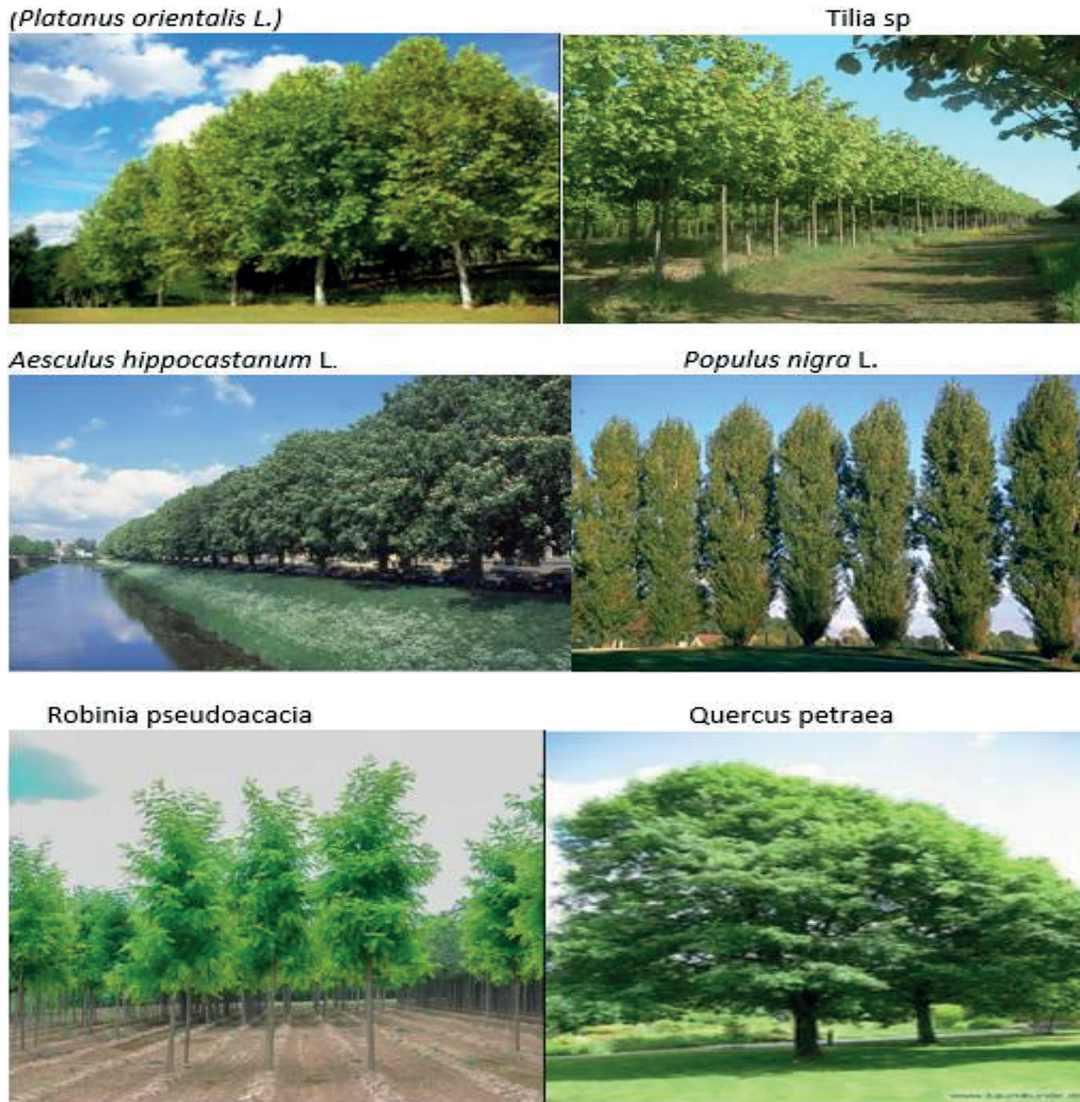 (Platanus orientalis L.)
Tilia sp
Aesculus hippocastanum L.
Populus nigra L.
Robinia pseudoacacia
Quercus petraea